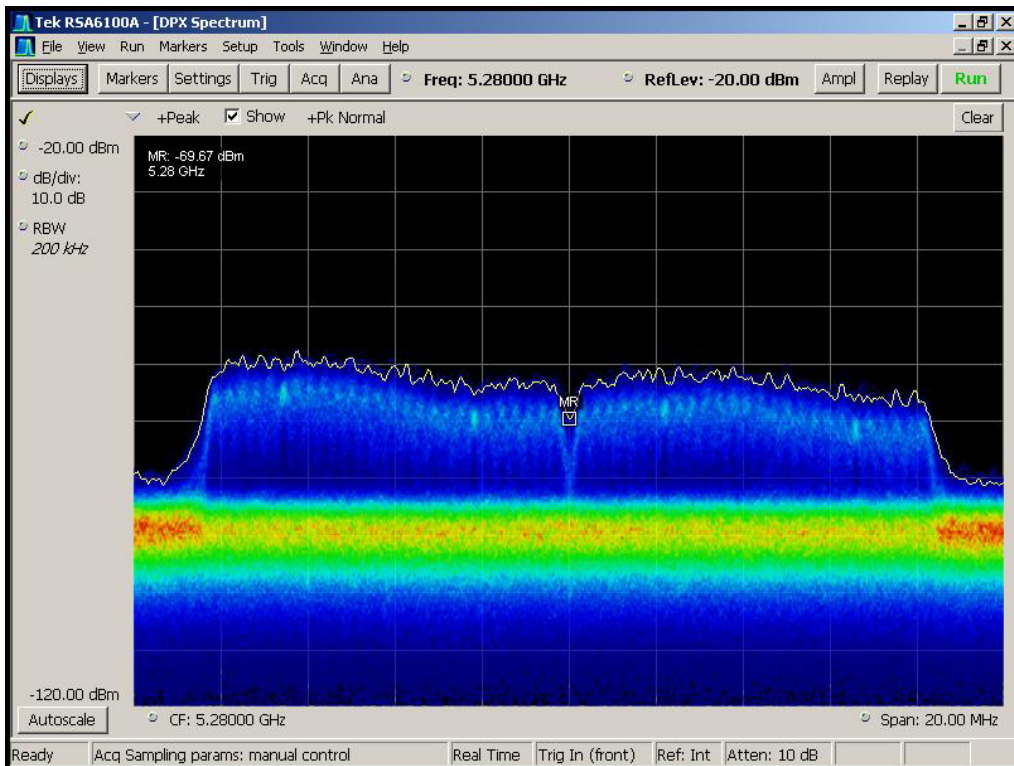 Tek RSA6100A - [DPX Spectrum]
File View Run Markers Setup Tools Window Help
Displays Markers Settings Trig Acq Ana Freq: 5.28000 GHz RefLev: -20.00 dBm Ampl Replay Run
+Peak Show +Pk Normal Clear
-20.00 dBm
dB/div:
10.0 dB
RBW
200 kHz
MR: -69.67 dBm
5.28 GHz
MR
-120.00 dBm
Autoscale CF: 5.28000 GHz Span: 20.00 MHz
Ready Acq Sampling params: manual control Real Time Trig In (front) Ref: Int Atten: 10 dB